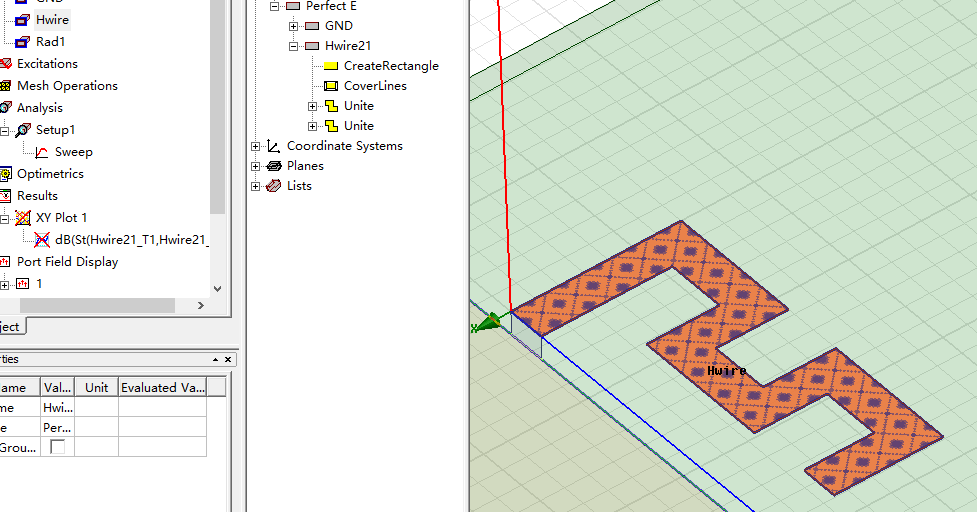 GND
Hwire
Rad1
Excitations
Mesh Operations
Analysis
Setup1
Sweep
Optimetrics
Results
XY Plot 1
dB(St(Hwire21_T1,Hwire21_
Port Field Display
1
ject
Perfect E
GND
Hwire21
CreateRectangle
CoverLines
Unite
Unite
Coordinate Systems
Planes
Lists
rties
ame Val... Unit Evaluated Va...
me Hwi...
e Per...
Grou...
X
Hwire